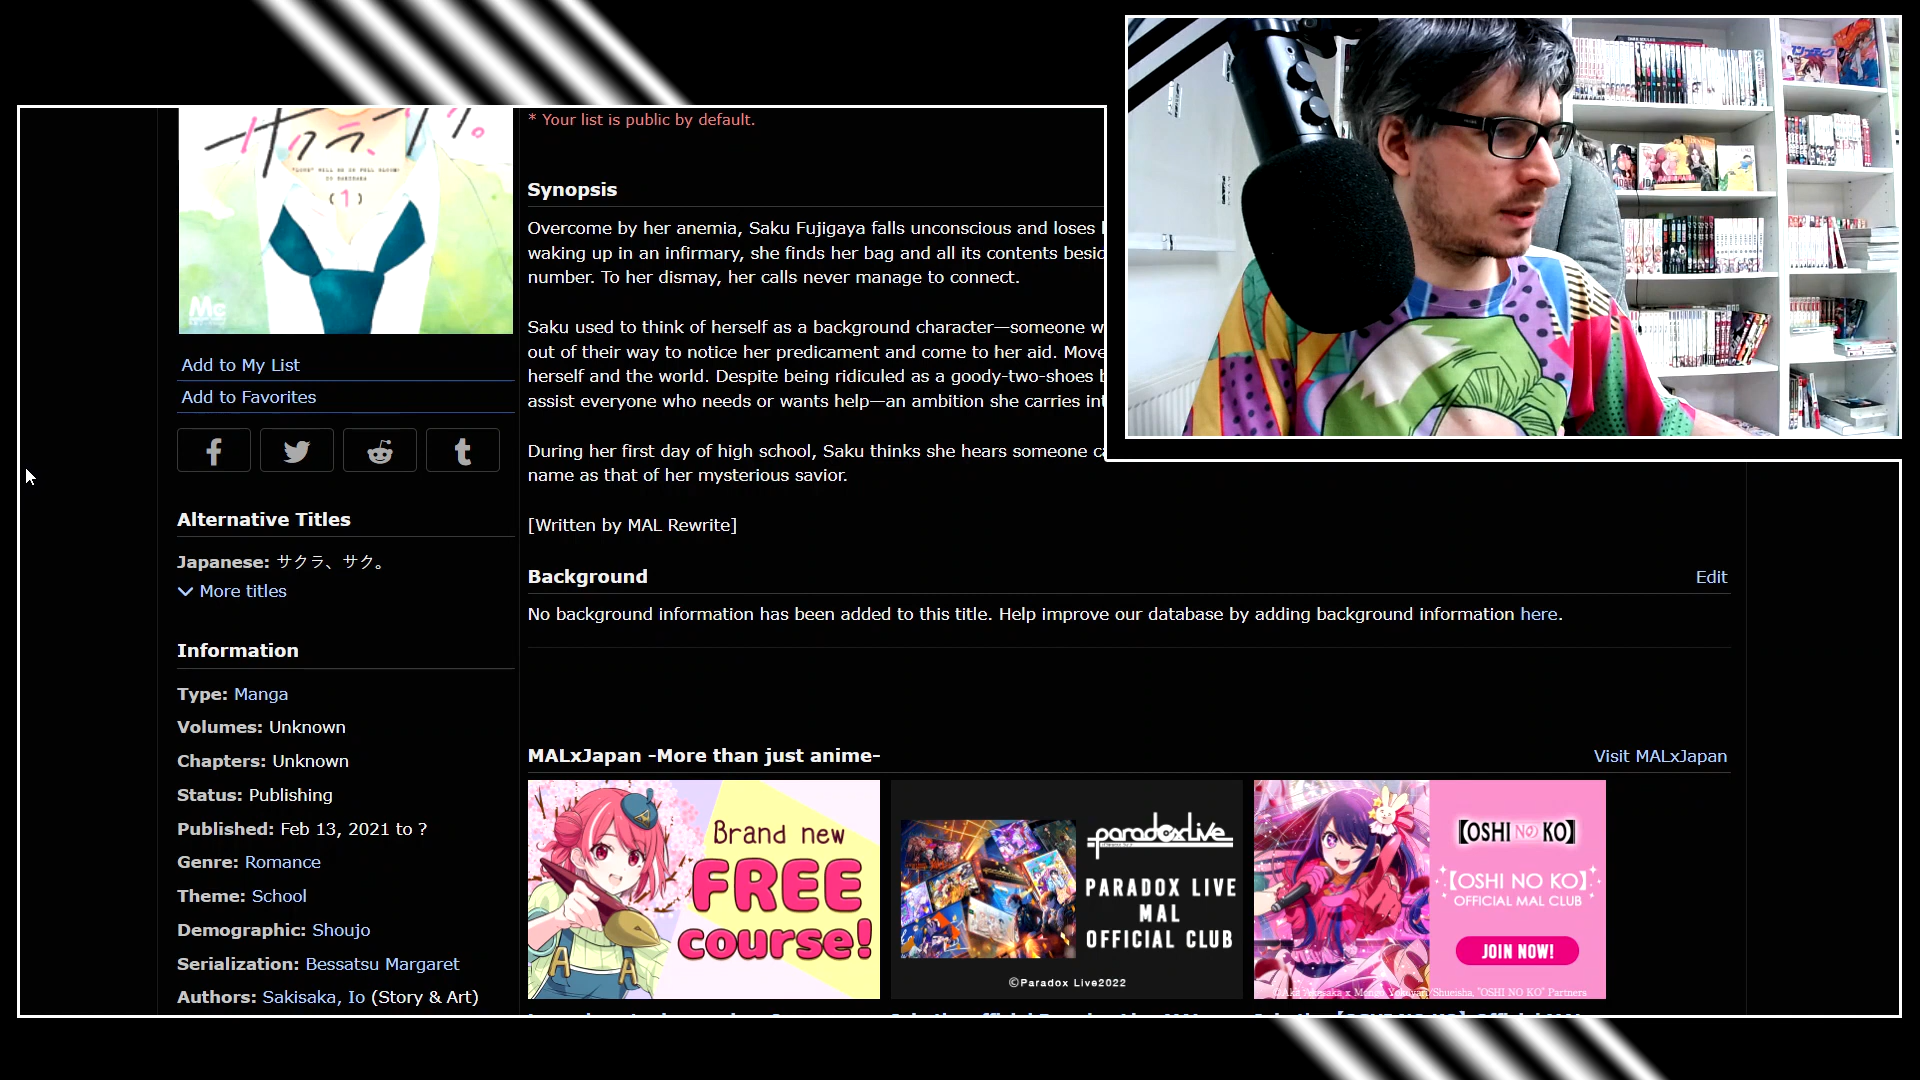 サクラ、サク。
(1)
Mc
* Your list is public by default.
Synopsis
Overcome by her anemia, Saku Fujigaya falls unconscious and loses
waking up in an infirmary, she finds her bag and all its contents
number. To her dismay, her calls never manage to connect.
Saku used to think of herself as a background character—someone
out of their way to notice her predicament and come to her aid.
herself and the world. Despite being ridiculed as a goody-two-shoes
assist everyone who needs or wants help—an ambition she carries
During her first day of high school, Saku thinks she hears someone
name as that of her mysterious savior.
[Written by MAL Rewrite]
Background
Edit
No background information has been added to this title. Help improve our database by adding background information here.
MALxJapan -More than just anime-
Visit MALxJapan
Brand new
FREE
course!
paradoxlive
PARADOX LIVE
MAL
OFFICIAL CLUB
©Paradox Live2022
【OSHI NO KO】
【OSHI NO KO】
OFFICIAL MAL CLUB
JOIN NOW!
Add to My List
Add to Favorites
Alternative Titles
Japanese: サクラ、サク。
More titles
Information
Type: Manga
Volumes: Unknown
Chapters: Unknown
Status: Publishing
Published: Feb 13, 2021 to ?
Genre: Romance
Theme: School
Demographic: Shoujo
Serialization: Bessatsu Margaret
Authors: Sakisaka, Io (Story & Art)